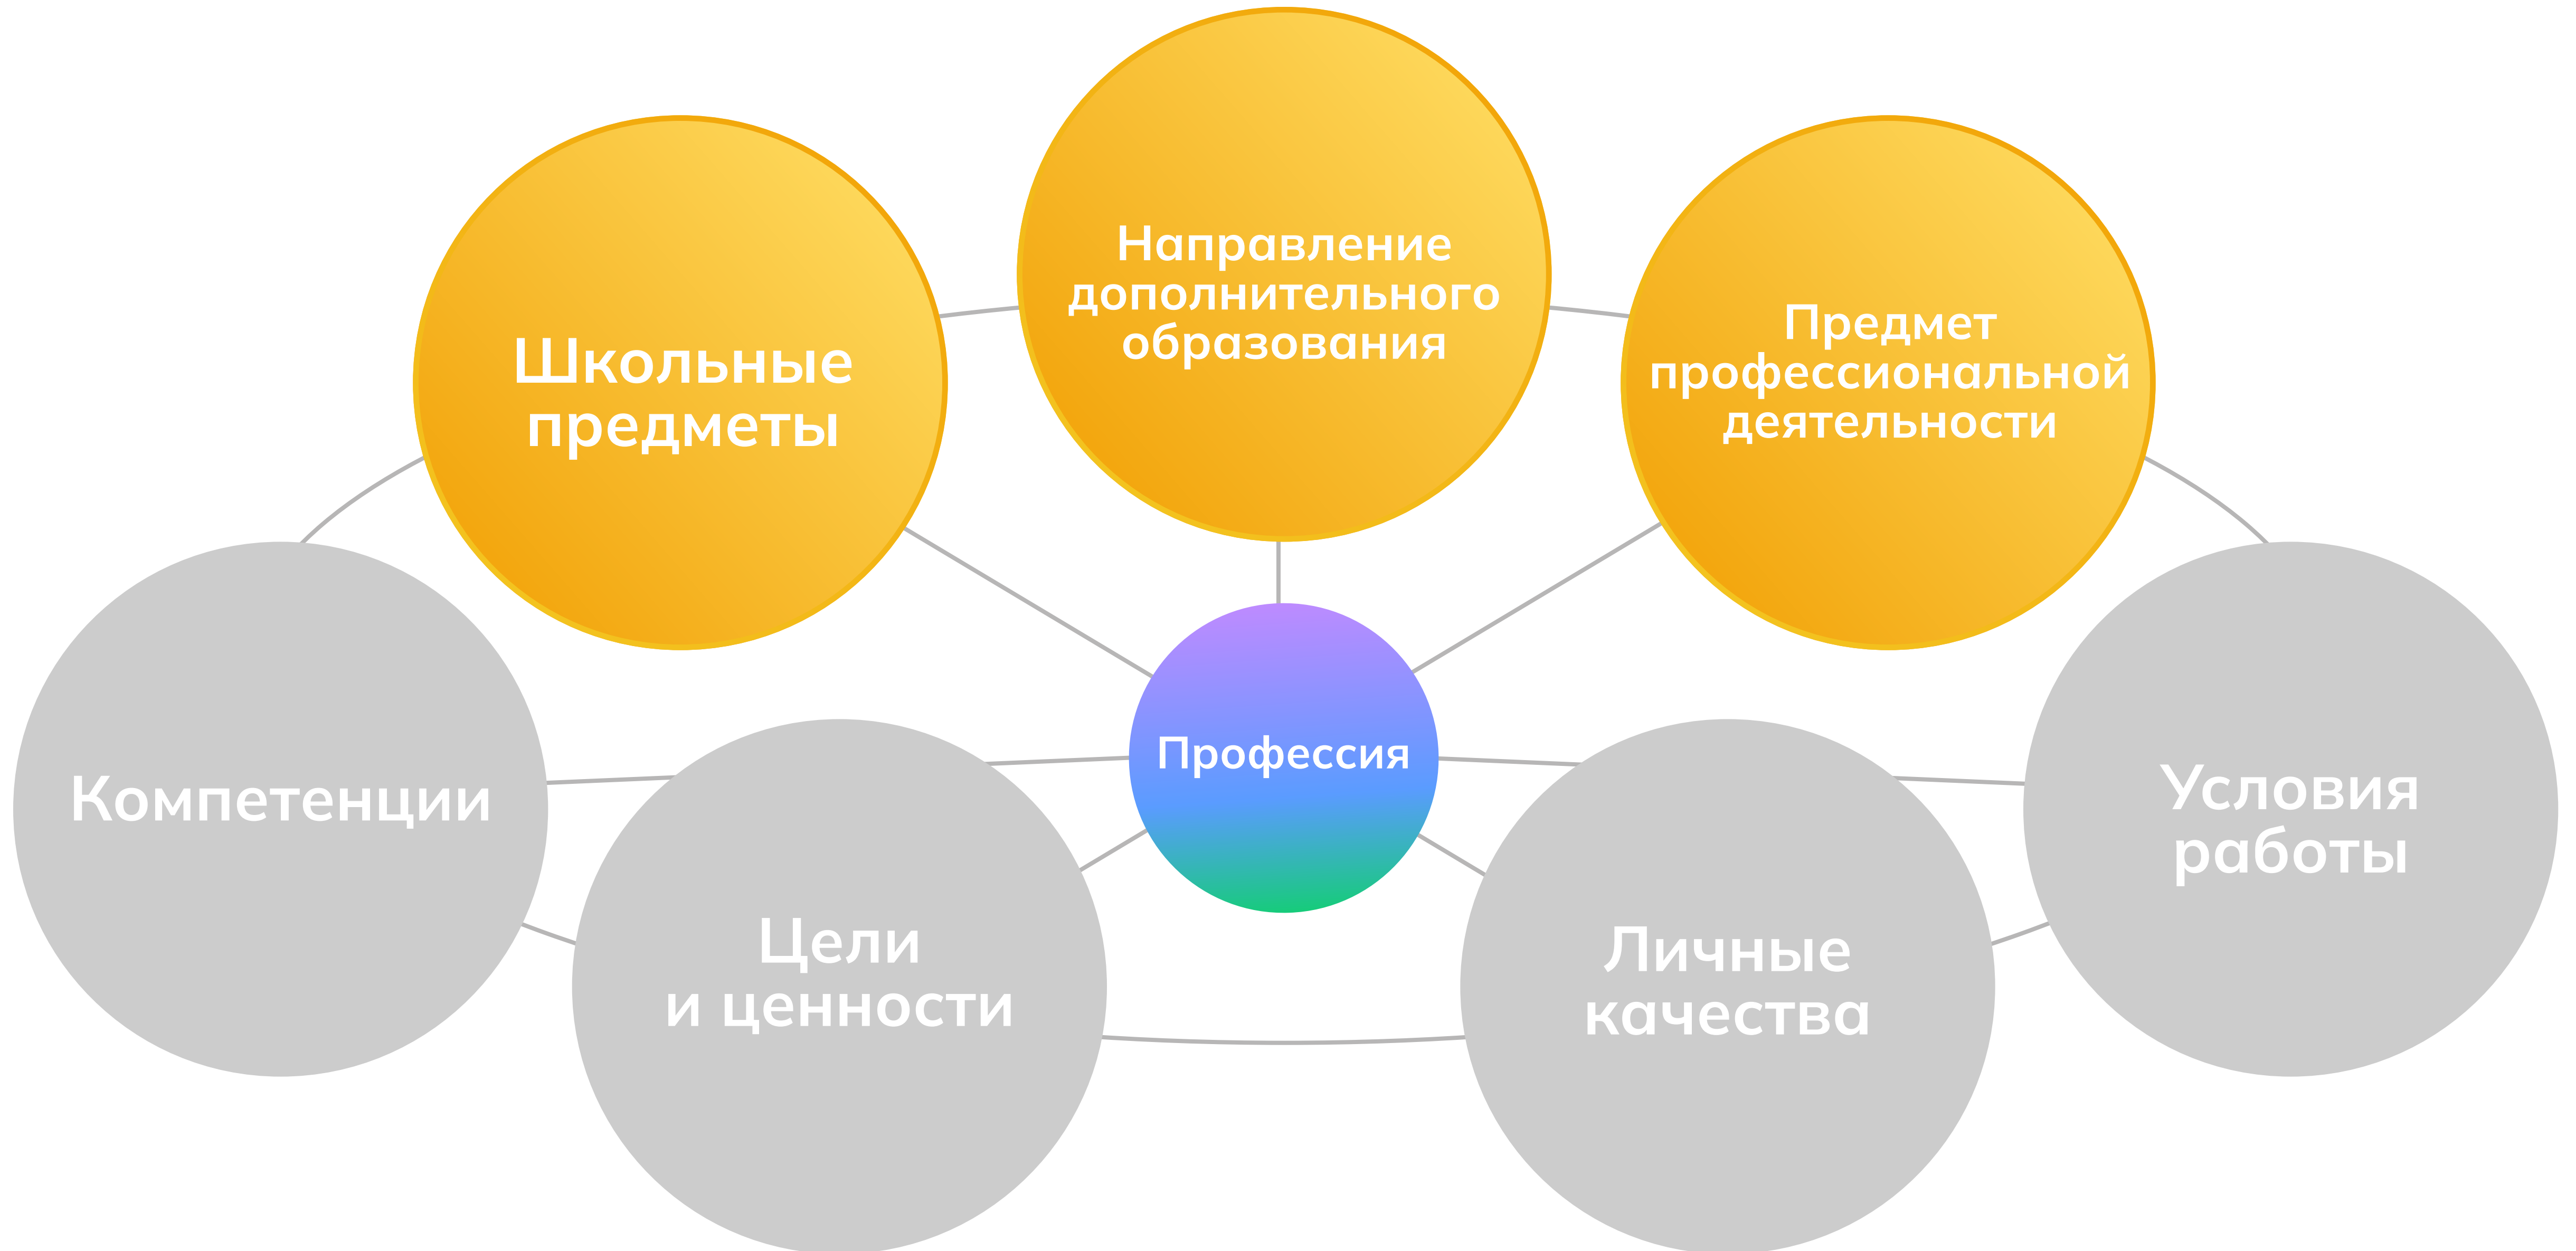 Направление
дополнительного
образования
Школьные
предметы
Предмет
профессиональной
деятельности
Профессия
Компетенции
Условия
работы
Цели
и ценности
Личные
качества